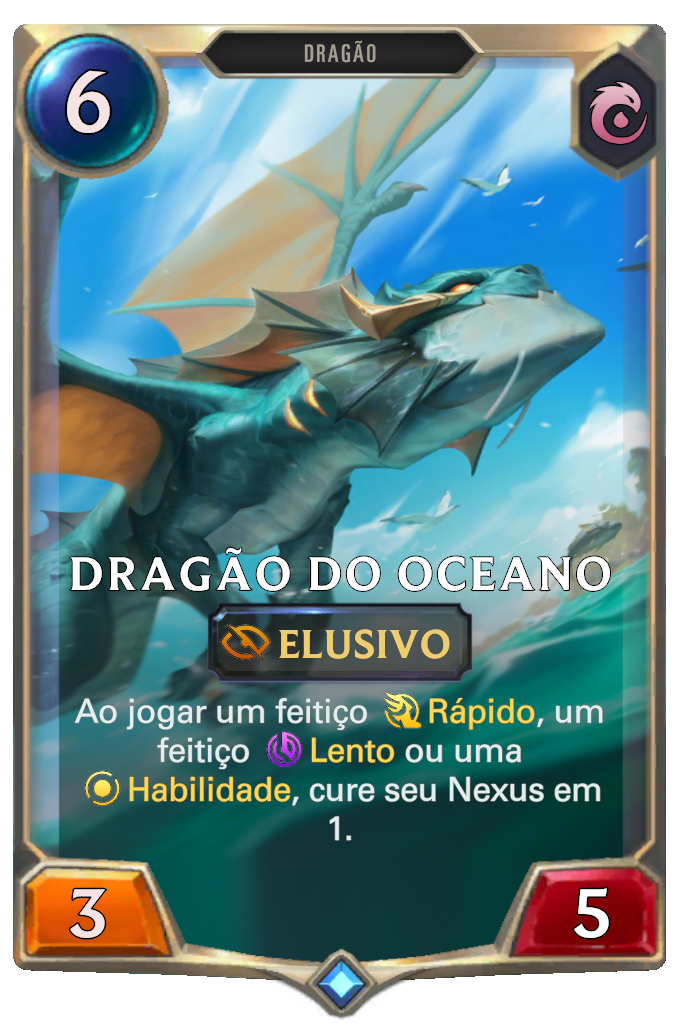 DRAGÃO
6
DRAGÃO DO OCEANO
ELUSIVO
Ao jogar um feitiço Rápido, um
feitiço Lento ou uma
Habilidade, cure seu Nexus em
1.
3
5